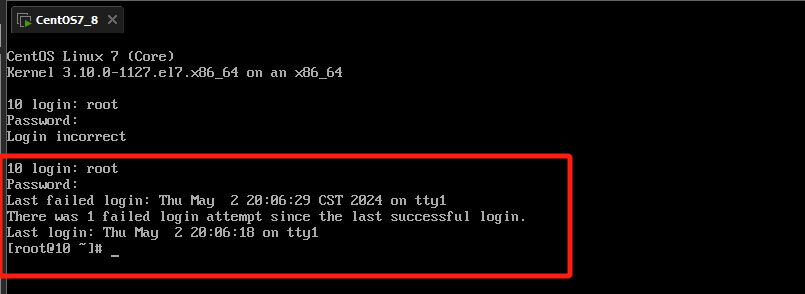 CentOS7_8
CentOS Linux 7 (Core)
Kernel 3.10.0-1127.el7.x86_64 on an x86_64
10 login: root
Password:
Login incorrect
10 login: root
Password:
Last failed login: Thu May  2 20:06:29 CST 2024 on tty1
There was 1 failed login attempt since the last successful login.
Last login: Thu May  2 20:06:18 on tty1
[root@10 ~]# _